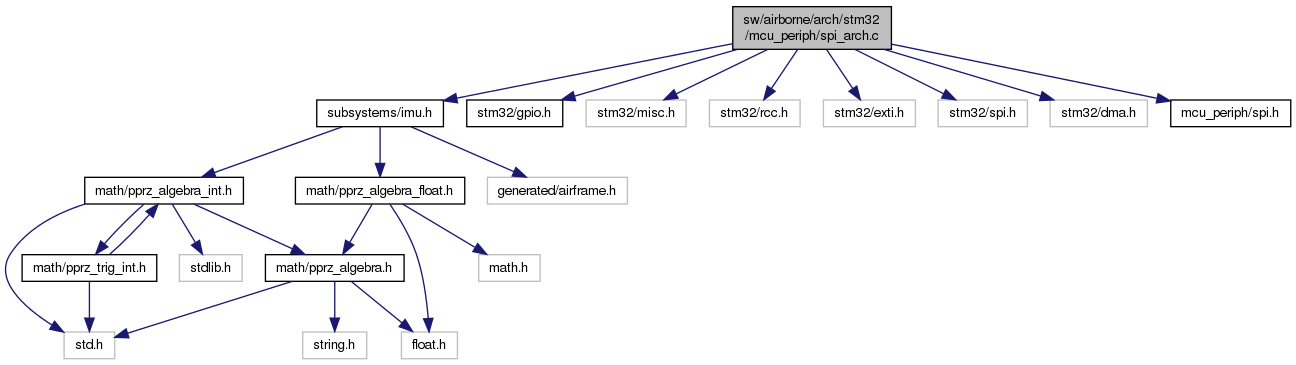 sw/airborne/arch/stm32
/mcu_periph/spi_arch.c
subsystems/imu.h
stm32/gpio.h
stm32/misc.h
stm32/rcc.h
stm32/exti.h
stm32/spi.h
stm32/dma.h
mcu_periph/spi.h
math/pprz_algebra_int.h
math/pprz_algebra_float.h
generated/airframe.h
math/pprz_trig_int.h
stdlib.h
math/pprz_algebra.h
math.h
std.h
string.h
float.h